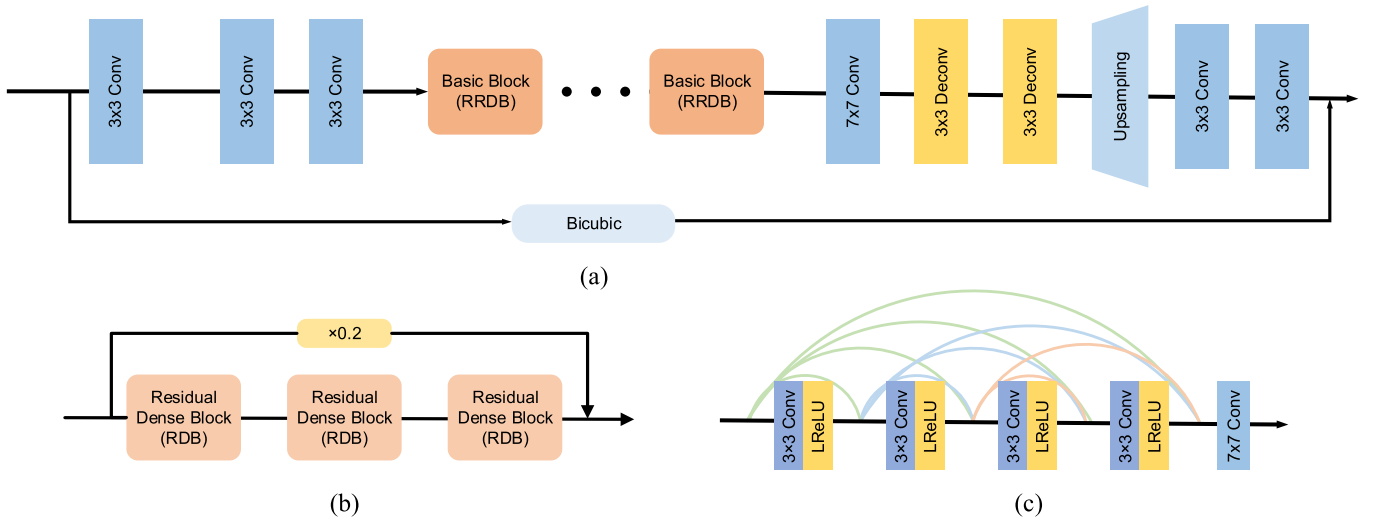 3x3 Conv
3x3 Conv
3x3 Conv
Basic Block
(RRDB)
Basic Block
(RRDB)
7x7 Conv
3x3 Deconv
3x3 Deconv
Upsampling
3x3 Conv
3x3 Conv
Bicubic
(a)
×0.2
Residual
Dense Block
(RDB)
Residual
Dense Block
(RDB)
Residual
Dense Block
(RDB)
(b)
3×3 Conv
LReLU
3×3 Conv
LReLU
3×3 Conv
LReLU
3×3 Conv
LReLU
7x7 Conv
(c)